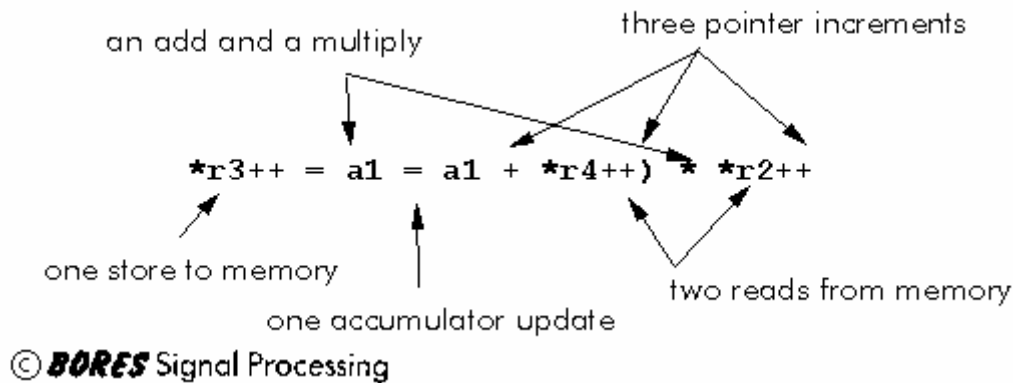 three pointer increments
an add and a multiply
*r3++ = a1 = a1 + *r4++) * *r2++
one store to memory
two reads from memory
one accumulator update
© BORES Signal Processing